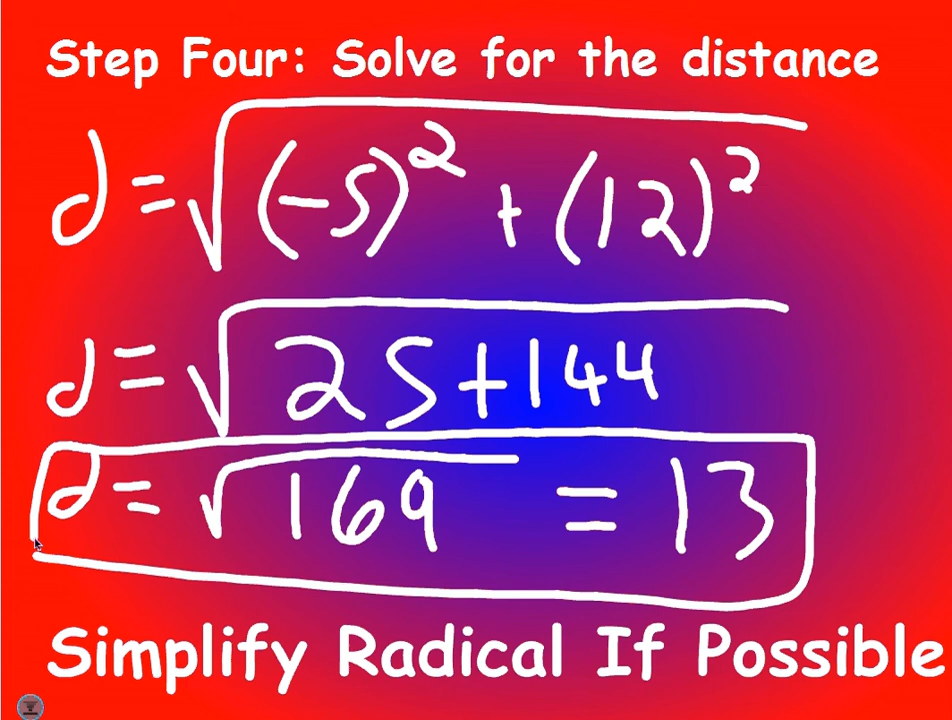 Step Four: Solve for the distance
d = √(-5)² + (12)²
d = √25+144
d = √169 = 13
Simplify Radical If Possible